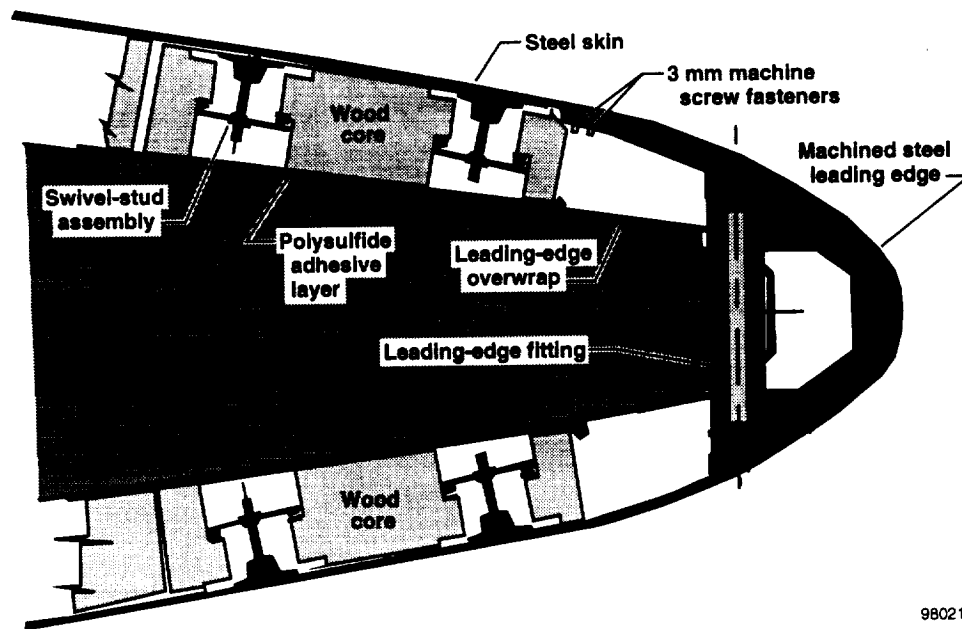 Steel skin
3 mm machine
screw fasteners
Wood
core
Machined steel
leading edge
Swivel-stud
assembly
Polysulfide
adhesive
layer
Leading-edge
overwrap
Leading-edge fitting
Wood
core
98021